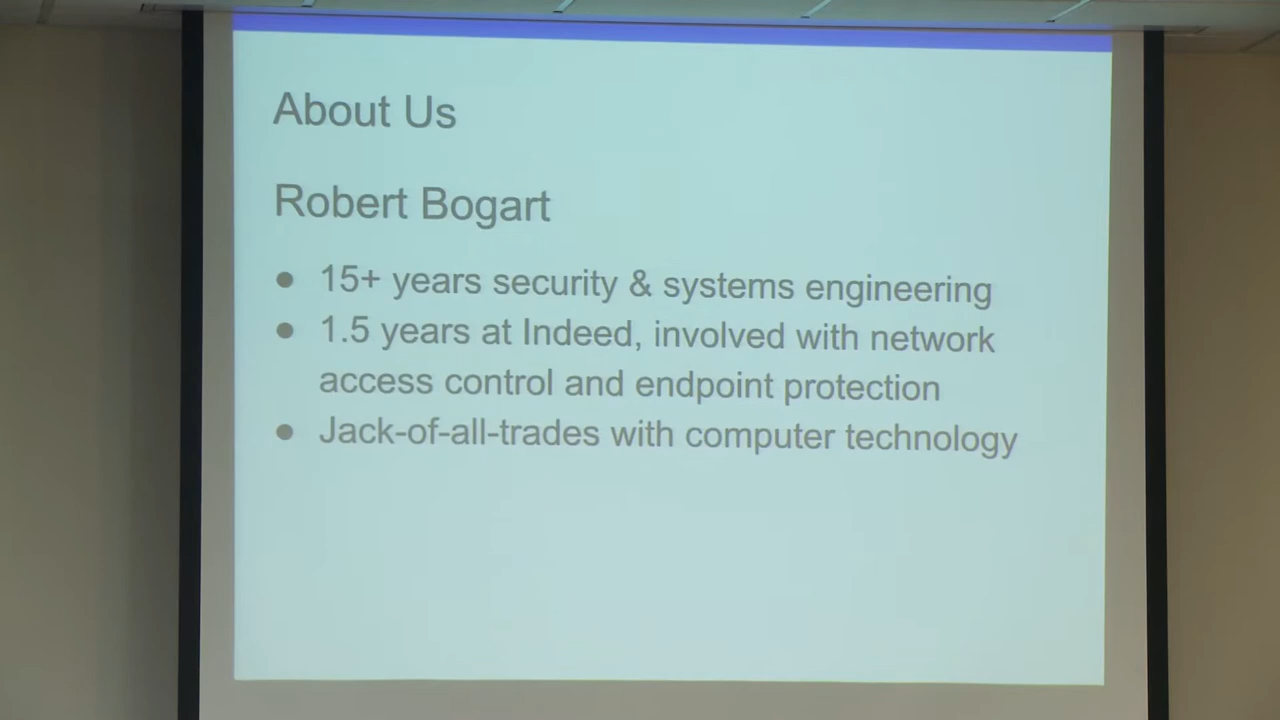 About Us
Robert Bogart
● 15+ years security & systems engineering
● 1.5 years at Indeed, involved with network
access control and endpoint protection
● Jack-of-all-trades with computer technology